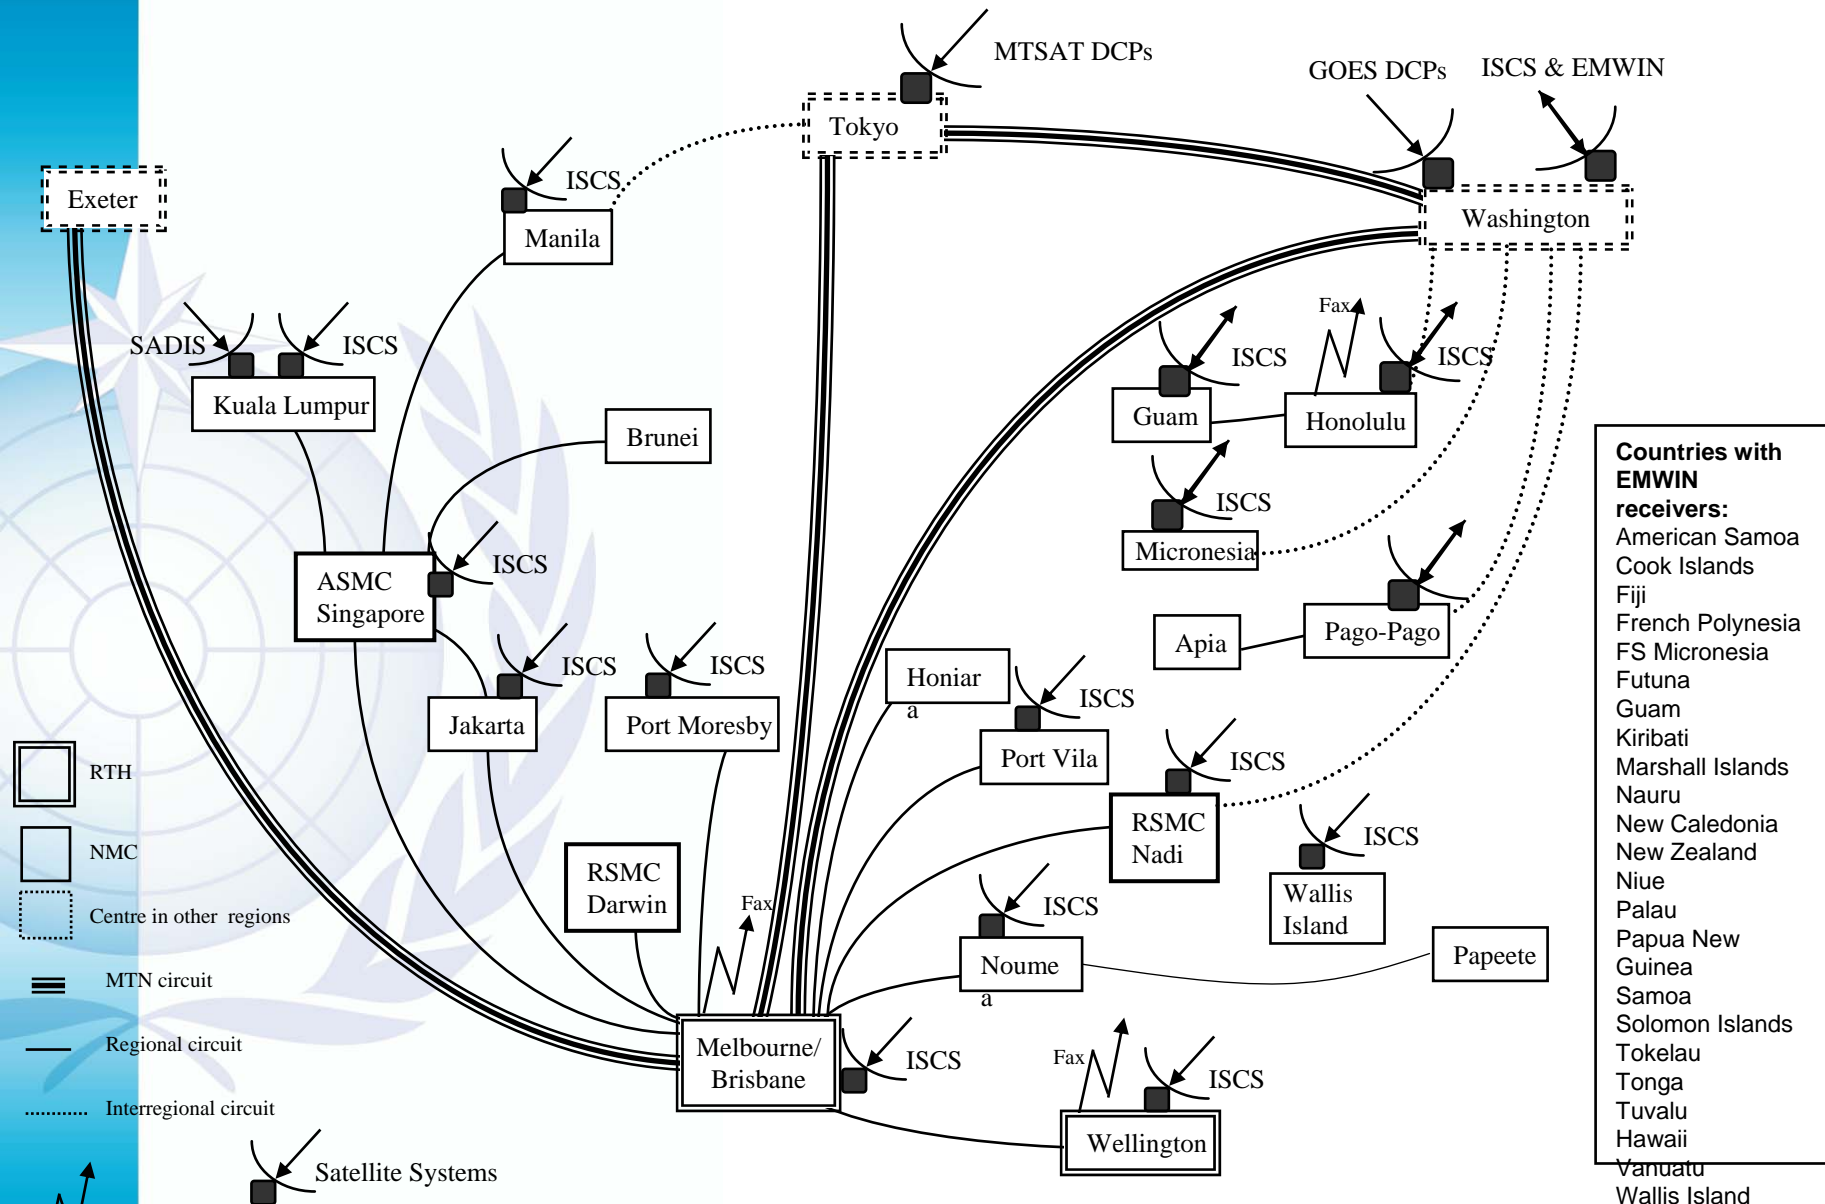 MTSAT DCPs
GOES DCPs
ISCS & EMWIN
Tokyo
Exeter
ISCS
Manila
Washington
SADIS
ISCS
Kuala Lumpur
Fax
ISCS
ISCS
Guam
Honolulu
Brunei
ISCS
Micronesia
ISCS
ASMC
Singapore
Apia
Pago-Pago
ISCS
Jakarta
ISCS
Port Moresby
Honiar
a
ISCS
Port Vila
ISCS
RSMC
Nadi
ISCS
Wallis
Island
RSMC
Darwin
Fax
ISCS
Noume
a
Papeete
Melbourne/
Brisbane
ISCS
Fax
ISCS
Wellington
RTH
NMC
Centre in other regions
MTN circuit
Regional circuit
Interregional circuit
Satellite Systems
Countries with
EMWIN
receivers:
American Samoa
Cook Islands
Fiji
French Polynesia
FS Micronesia
Futuna
Guam
Kiribati
Marshall Islands
Nauru
New Caledonia
New Zealand
Niue
Palau
Papua New
Guinea
Samoa
Solomon Islands
Tokelau
Tonga
Tuvalu
Hawaii
Vanuatu
Wallis Island